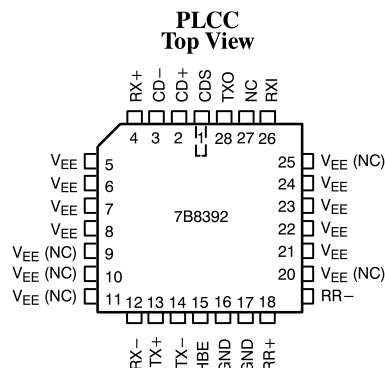 PLCC
Top View
RX+ CD− CD+ CDS TXO NC RXI
4 3 2 1 28 27 26
VEE 5 25 VEE (NC)
VEE 6 24 VEE
VEE 7 23 VEE
VEE 8 22 VEE
7B8392
VEE (NC) 9 21 VEE
VEE (NC) 10 20 VEE (NC)
VEE (NC) 11 19 RR−
12 13 14 15 16 17 18
RX− TX+ TX− HBE GND GND RR+